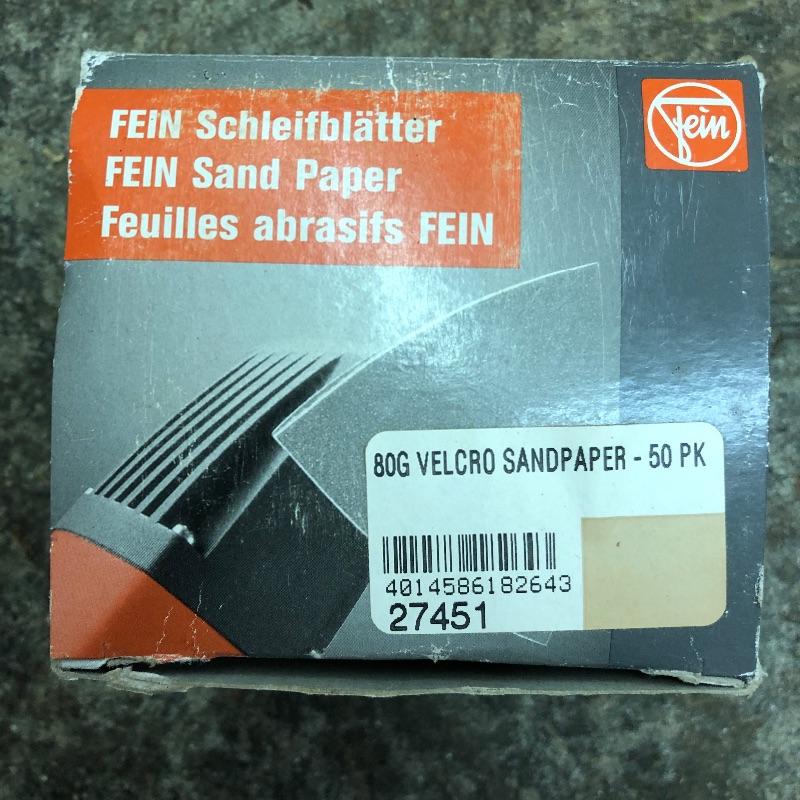 FEIN Schleifblätter
FEIN Sand Paper
Feuilles abrasifs FEIN
fein
80G VELCRO SANDPAPER - 50 PK
4014586182643
27451